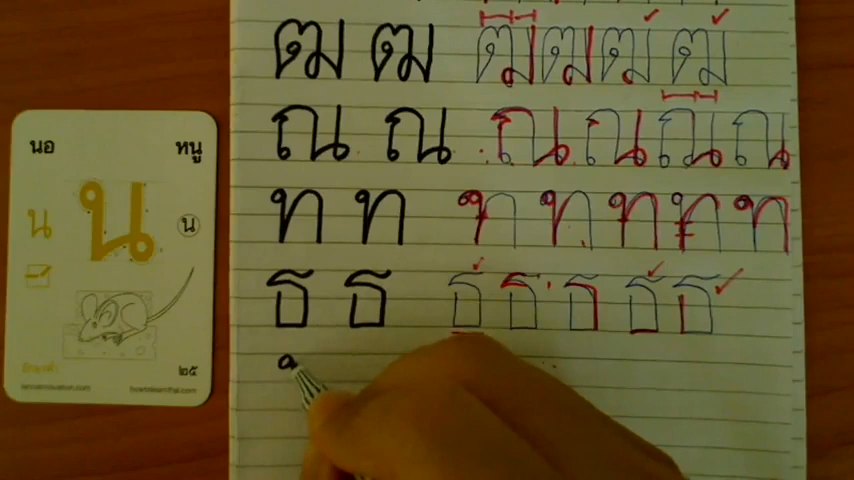 นอ หนู
น
น น
๒๕
ฒ ฒ ฒ ฒ ฒ ฒ
ณ ณ ณ ณ ณ ณ
ท ท ท ท ท ท ท
ธ ธ ธ ธ ธ ธ ธ